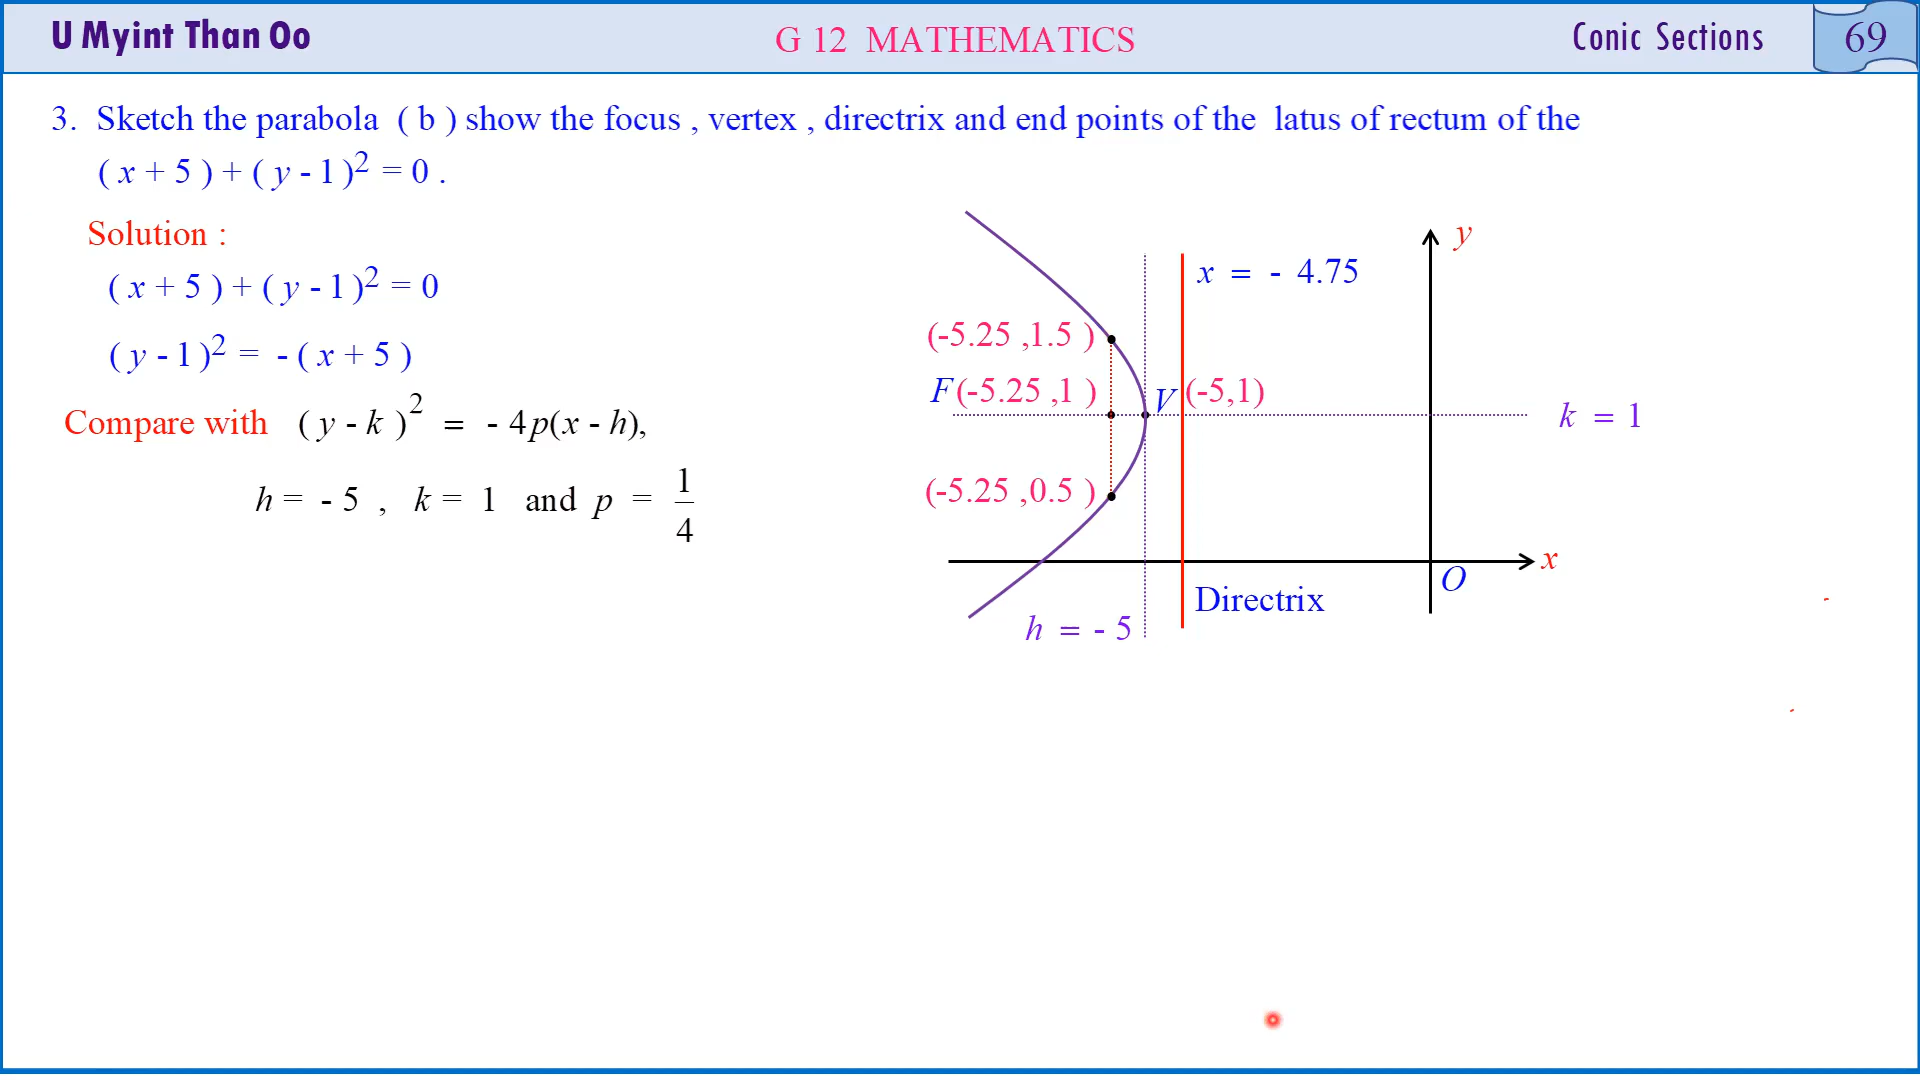 U Myint Than Oo
G 12 MATHEMATICS
Conic Sections
69
3. Sketch the parabola ( b ) show the focus , vertex , directrix and end points of the latus of rectum of the
( x + 5 ) + ( y - 1 )² = 0 .
Solution :
( x + 5 ) + ( y - 1 )² = 0
( y - 1 )² = - ( x + 5 )
Compare with ( y - k )² = - 4p(x - h),
h = - 5 , k = 1 and p = 1/4
y
x = - 4.75
(-5.25 ,1.5 )
F(-5.25 ,1 )
V (-5,1)
k = 1
(-5.25 ,0.5 )
x
O
Directrix
h = - 5